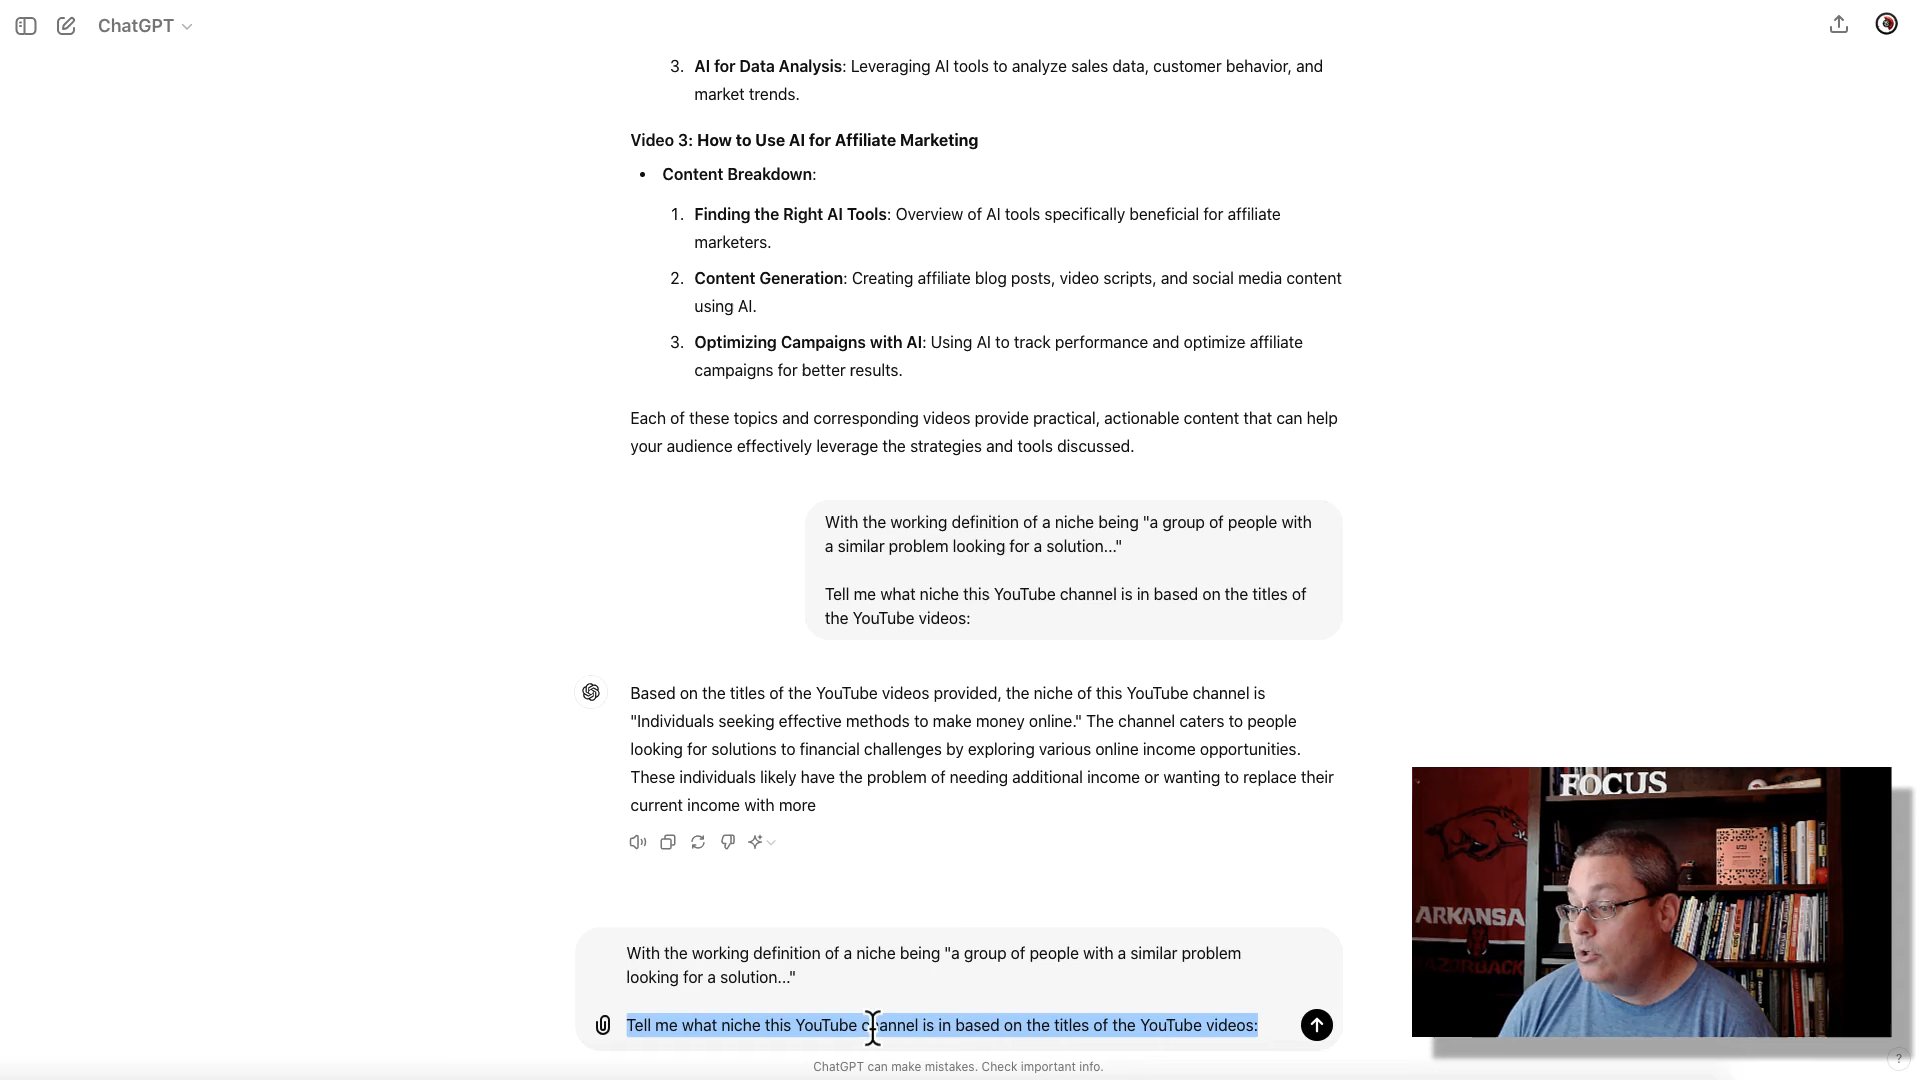 ChatGPT
3. AI for Data Analysis: Leveraging AI tools to analyze sales data, customer behavior, and
market trends.
Video 3: How to Use AI for Affiliate Marketing
• Content Breakdown:
1. Finding the Right AI Tools: Overview of AI tools specifically beneficial for affiliate
marketers.
2. Content Generation: Creating affiliate blog posts, video scripts, and social media content
using AI.
3. Optimizing Campaigns with AI: Using AI to track performance and optimize affiliate
campaigns for better results.
Each of these topics and corresponding videos provide practical, actionable content that can help
your audience effectively leverage the strategies and tools discussed.
With the working definition of a niche being "a group of people with
a similar problem looking for a solution..."
Tell me what niche this YouTube channel is in based on the titles of
the YouTube videos:
Based on the titles of the YouTube videos provided, the niche of this YouTube channel is
"Individuals seeking effective methods to make money online." The channel caters to people
looking for solutions to financial challenges by exploring various online income opportunities.
These individuals likely have the problem of needing additional income or wanting to replace their
current income with more
With the working definition of a niche being "a group of people with a similar problem
looking for a solution..."
Tell me what niche this YouTube channel is in based on the titles of the YouTube videos:
ChatGPT can make mistakes. Check important info.
?
FOCUS
ARKANSA
RAZORBACK